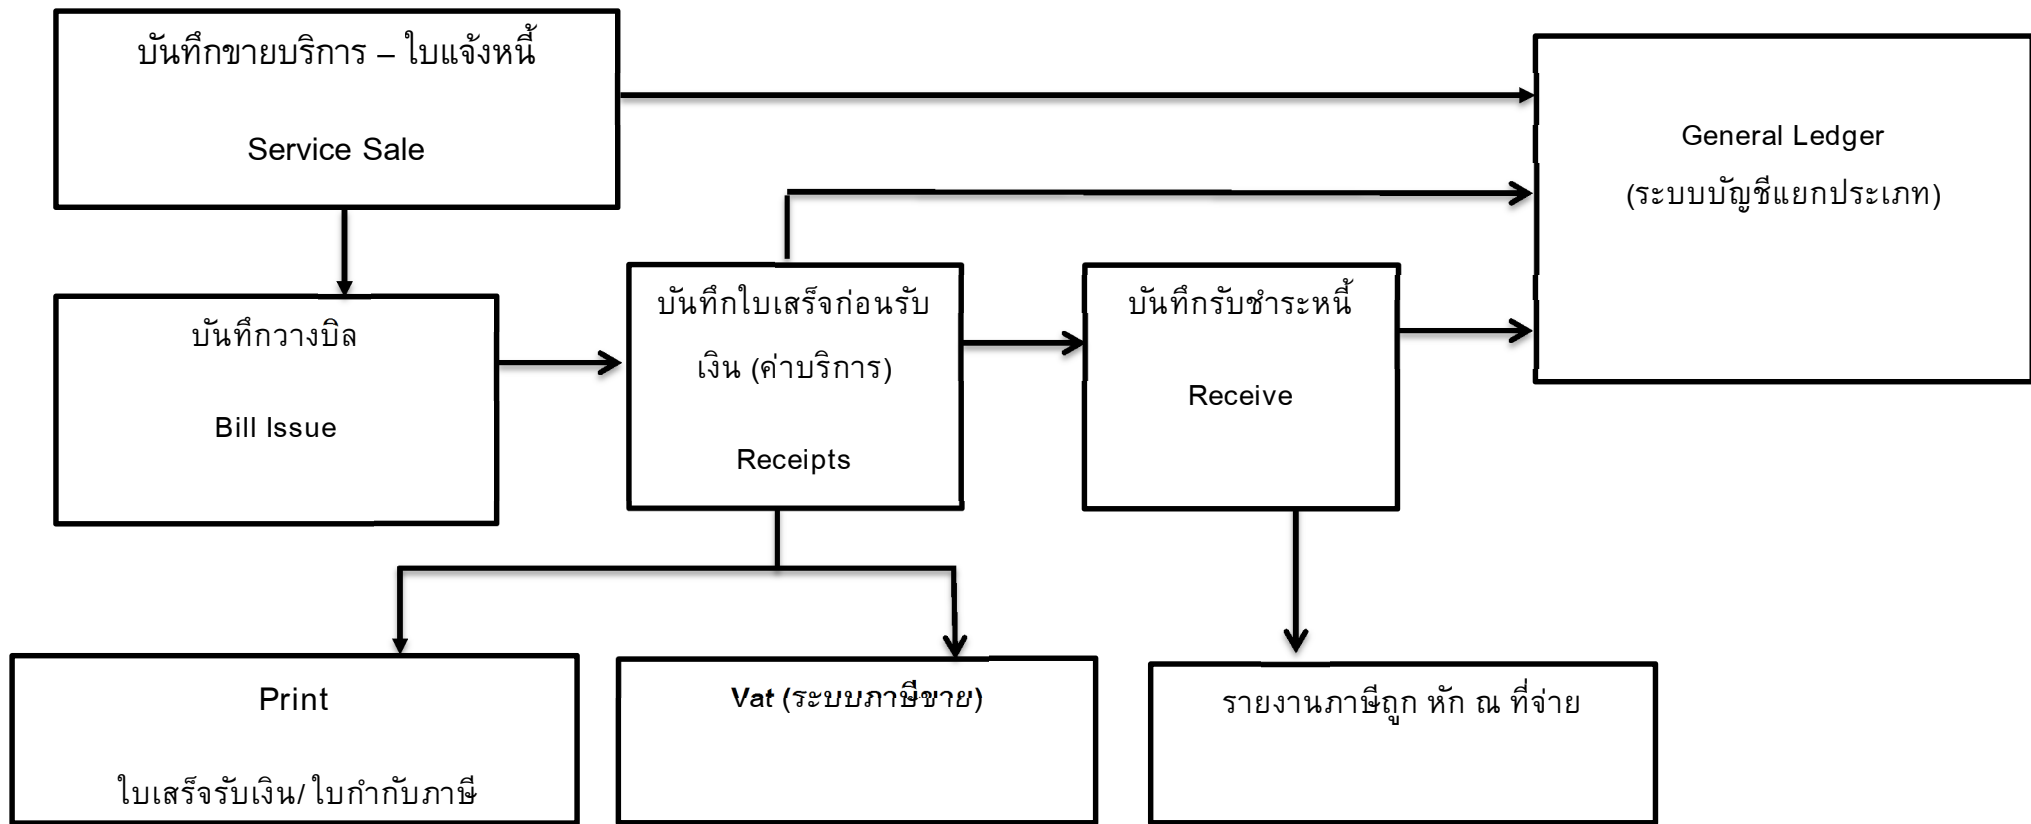 บันทึกขายบริการ – ใบแจ้งหนี้
Service Sale
General Ledger
(ระบบบัญชีแยกประเภท)
บันทึกวางบิล
Bill Issue
บันทึกใบเสร็จก่อนรับ
เงิน (ค่าบริการ)
Receipts
บันทึกรับชำระหนี้
Receive
Print
ใบเสร็จรับเงิน/ ใบกำกับภาษี
Vat (ระบบภาษีขาย)
รายงานภาษีถูก หัก ณ ที่จ่าย